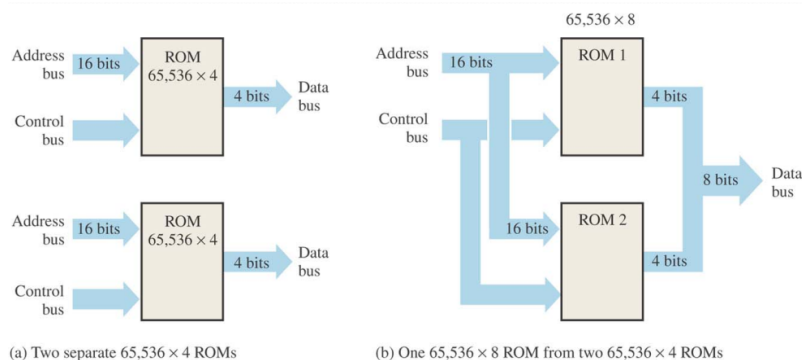 Address
bus
16 bits
ROM
65,536 × 4
4 bits
Data
bus
Control
bus
Address
bus
16 bits
ROM
65,536 × 4
4 bits
Data
bus
Control
bus
(a) Two separate 65,536 × 4 ROMs
65,536 × 8
Address
bus
16 bits
ROM 1
4 bits
Control
bus
8 bits
Data
bus
ROM 2
16 bits
4 bits
(b) One 65,536 × 8 ROM from two 65,536 × 4 ROMs